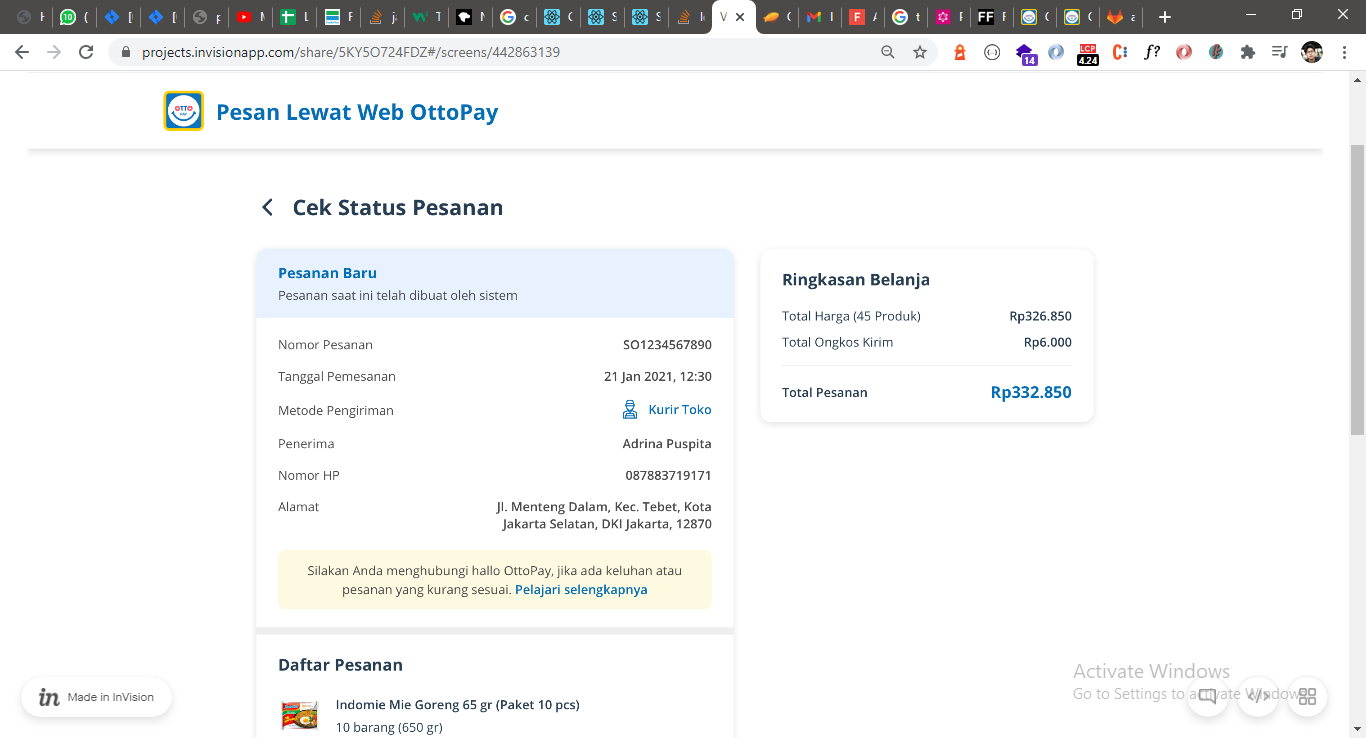 projects.invisionapp.com/share/5KY5O724FDZ#/screens/442863139
14
LCP
4.24
f?
OTTO
PAY
Pesan Lewat Web OttoPay
Cek Status Pesanan
Pesanan Baru
Pesanan saat ini telah dibuat oleh sistem
Nomor Pesanan SO1234567890
Tanggal Pemesanan 21 Jan 2021, 12:30
Metode Pengiriman Kurir Toko
Penerima Adrina Puspita
Nomor HP 087883719171
Alamat Jl. Menteng Dalam, Kec. Tebet, Kota
Jakarta Selatan, DKI Jakarta, 12870
Silakan Anda menghubungi hallo OttoPay, jika ada keluhan atau
pesanan yang kurang sesuai. Pelajari selengkapnya
Daftar Pesanan
Indomie Mie Goreng 65 gr (Paket 10 pcs)
10 barang (650 gr)
Ringkasan Belanja
Total Harga (45 Produk) Rp326.850
Total Ongkos Kirim Rp6.000
Total Pesanan Rp332.850
in Made in InVision
Activate Windows
Go to Settings to activate Windows